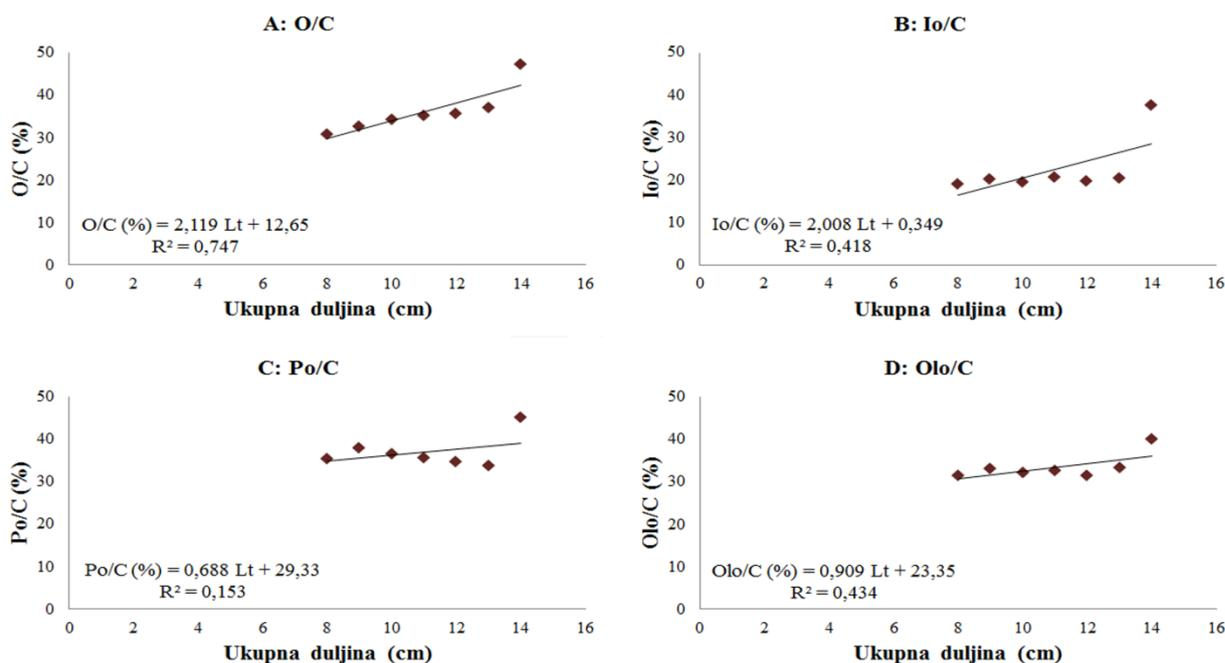 A: O/C
50
40
30
20
10
0
O/C (%)
O/C (%) = 2,119 Lt + 12,65
R² = 0,747
0 2 4 6 8 10 12 14 16
Ukupna duljina (cm)
B: Io/C
50
40
30
20
10
0
Io/C (%)
Io/C (%) = 2,008 Lt + 0,349
R² = 0,418
0 2 4 6 8 10 12 14 16
Ukupna duljina (cm)
C: Po/C
50
40
30
20
10
0
Po/C (%)
Po/C (%) = 0,688 Lt + 29,33
R² = 0,153
0 2 4 6 8 10 12 14 16
Ukupna duljina (cm)
D: Olo/C
50
40
30
20
10
0
Olo/C (%)
Olo/C (%) = 0,909 Lt + 23,35
R² = 0,434
0 2 4 6 8 10 12 14 16
Ukupna duljina (cm)